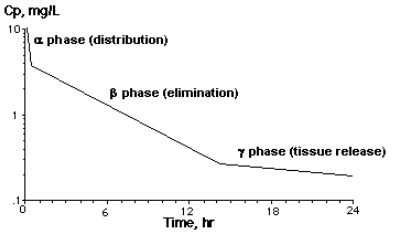 Cp, mg/L
10
α phase (distribution)
β phase (elimination)
1
γ phase (tissue release)
.1
0 6 12 18 24
Time, hr